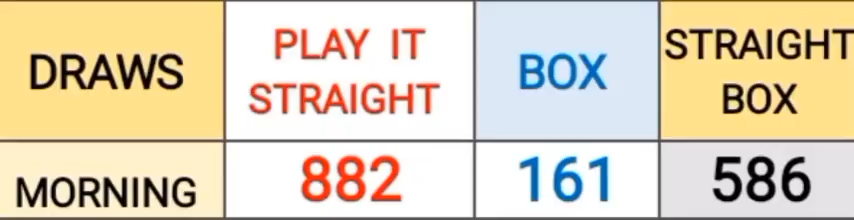 DRAWS
PLAY IT
STRAIGHT
BOX
STRAIGHT
BOX
MORNING
882
161
586